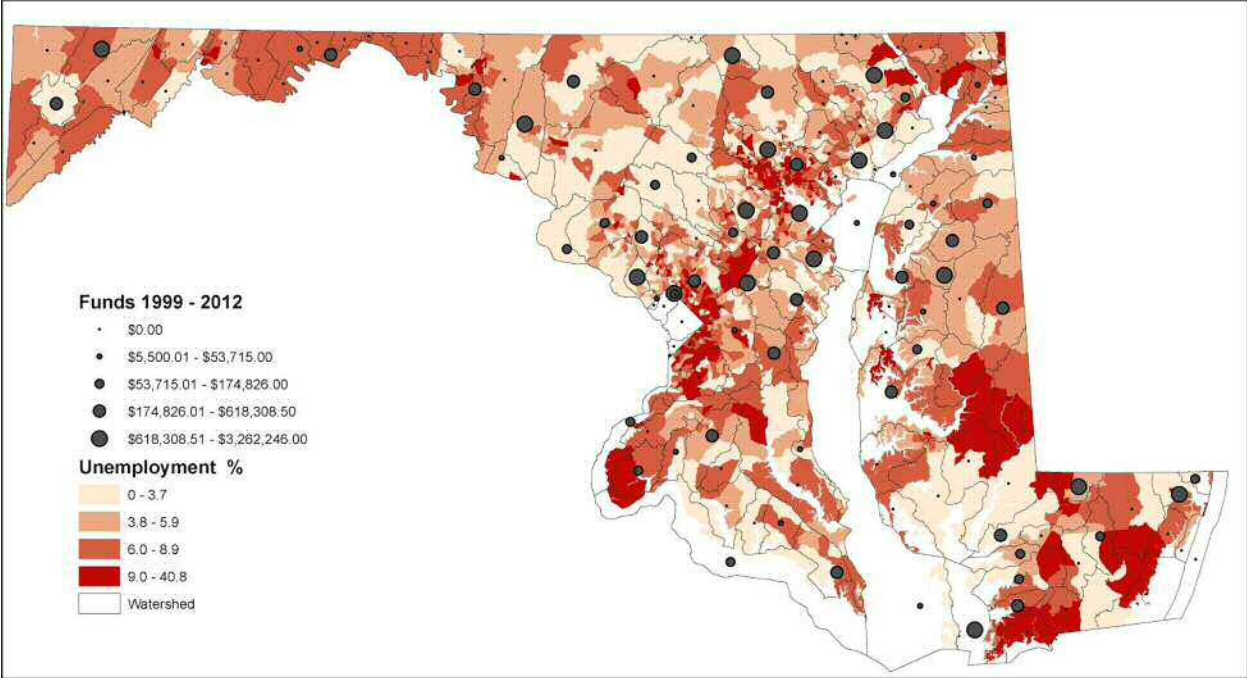 Funds 1999 - 2012
$0.00
$5,500.01 - $53,715.00
$53,715.01 - $174,826.00
$174,826.01 - $618,308.50
$618,308.51 - $3,262,246.00
Unemployment %
0 - 3.7
3.8 - 5.9
6.0 - 8.9
9.0 - 40.8
Watershed